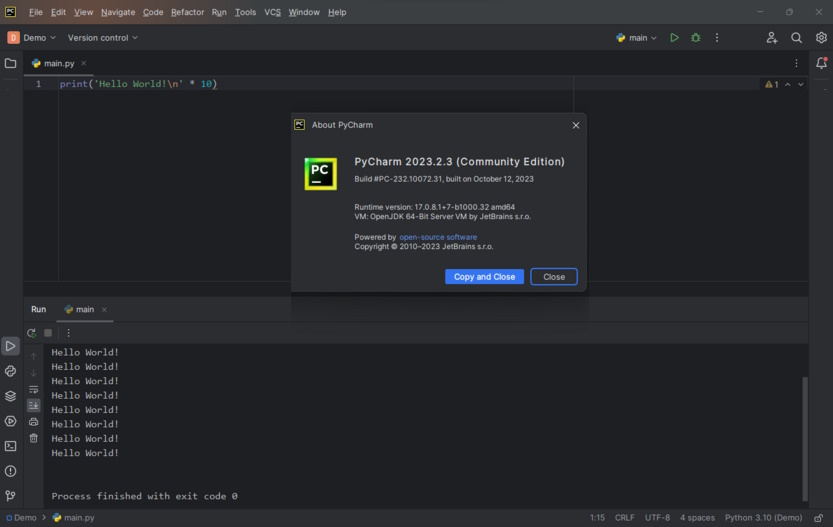 PC File Edit View Navigate Code Refactor Run Tools VCS Window Help
D Demo Version control main
main.py
1 print('Hello World!\n' * 10) 1
PC About PyCharm
PC
PyCharm 2023.2.3 (Community Edition)
Build #PC-232.10072.31, built on October 12, 2023
Runtime version: 17.0.8.1+7-b1000.32 amd64
VM: OpenJDK 64-Bit Server VM by JetBrains s.r.o.
Powered by open-source software
Copyright © 2010–2023 JetBrains s.r.o.
Copy and Close Close
Run main
Hello World!
Hello World!
Hello World!
Hello World!
Hello World!
Hello World!
Hello World!
Hello World!
Process finished with exit code 0
Demo main.py 1:15 CRLF UTF-8 4 spaces Python 3.10 (Demo)